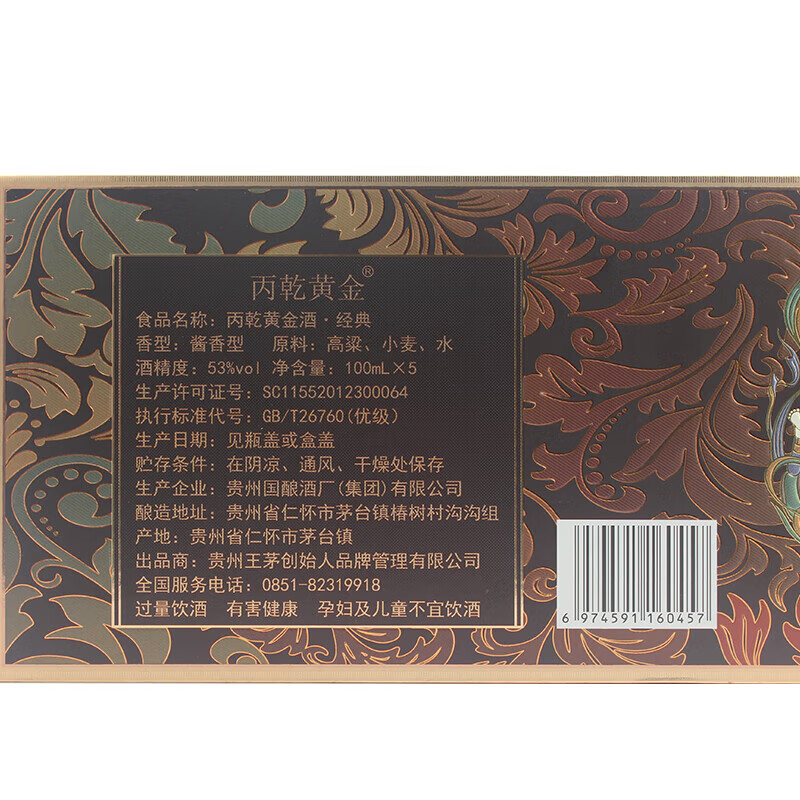 丙乾黄金®
食品名称：丙乾黄金酒·经典
香型：酱香型 原料：高粱、小麦、水
酒精度：53%vol 净含量：100mL×5
生产许可证号：SC11552012300064
执行标准代号：GB/T26760(优级)
生产日期：见瓶盖或盒盖
贮存条件：在阴凉、通风、干燥处保存
生产企业：贵州国酿酒厂(集团)有限公司
酿造地址：贵州省仁怀市茅台镇椿树村沟沟组
产地：贵州省仁怀市茅台镇
出品商：贵州王茅创始人品牌管理有限公司
全国服务电话：0851-82319918
过量饮酒 有害健康 孕妇及儿童不宜饮酒
6 974591 160457